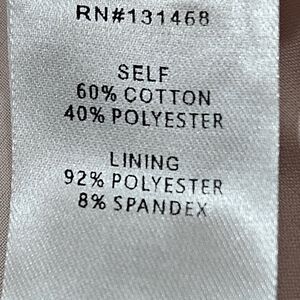 RN#131468
SELF
60% COTTON
40% POLYESTER
LINING
92% POLYESTER
8% SPANDEX